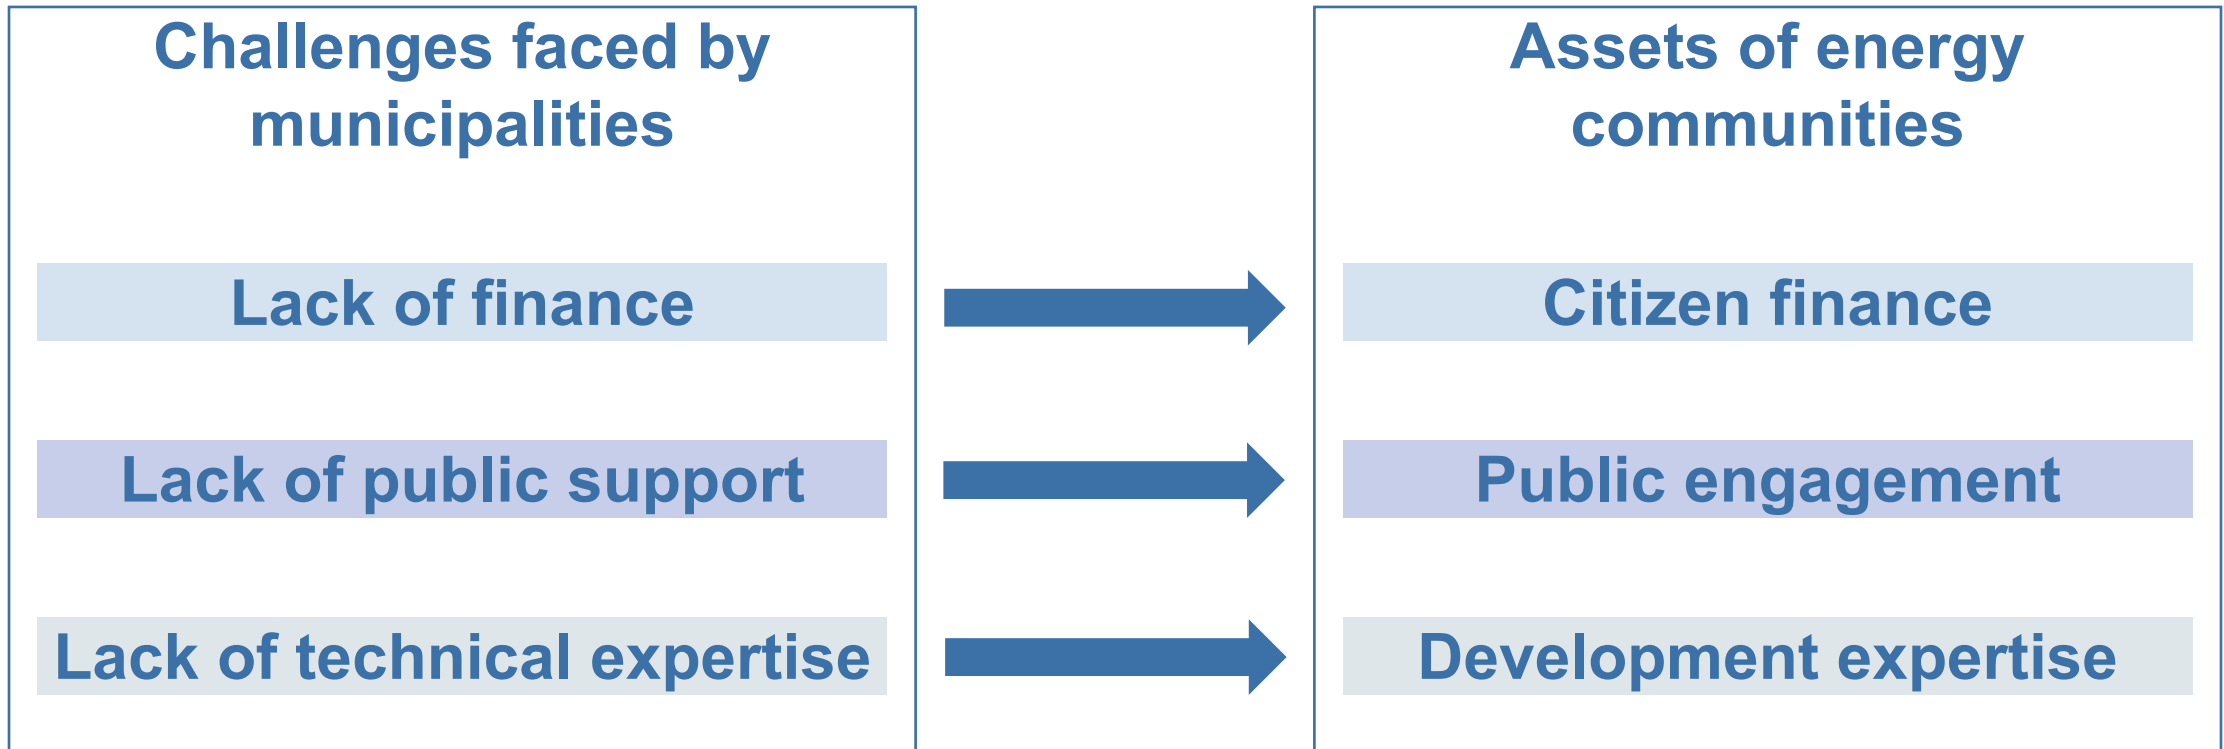 Challenges faced by
municipalities
Lack of finance
Lack of public support
Lack of technical expertise
Assets of energy
communities
Citizen finance
Public engagement
Development expertise